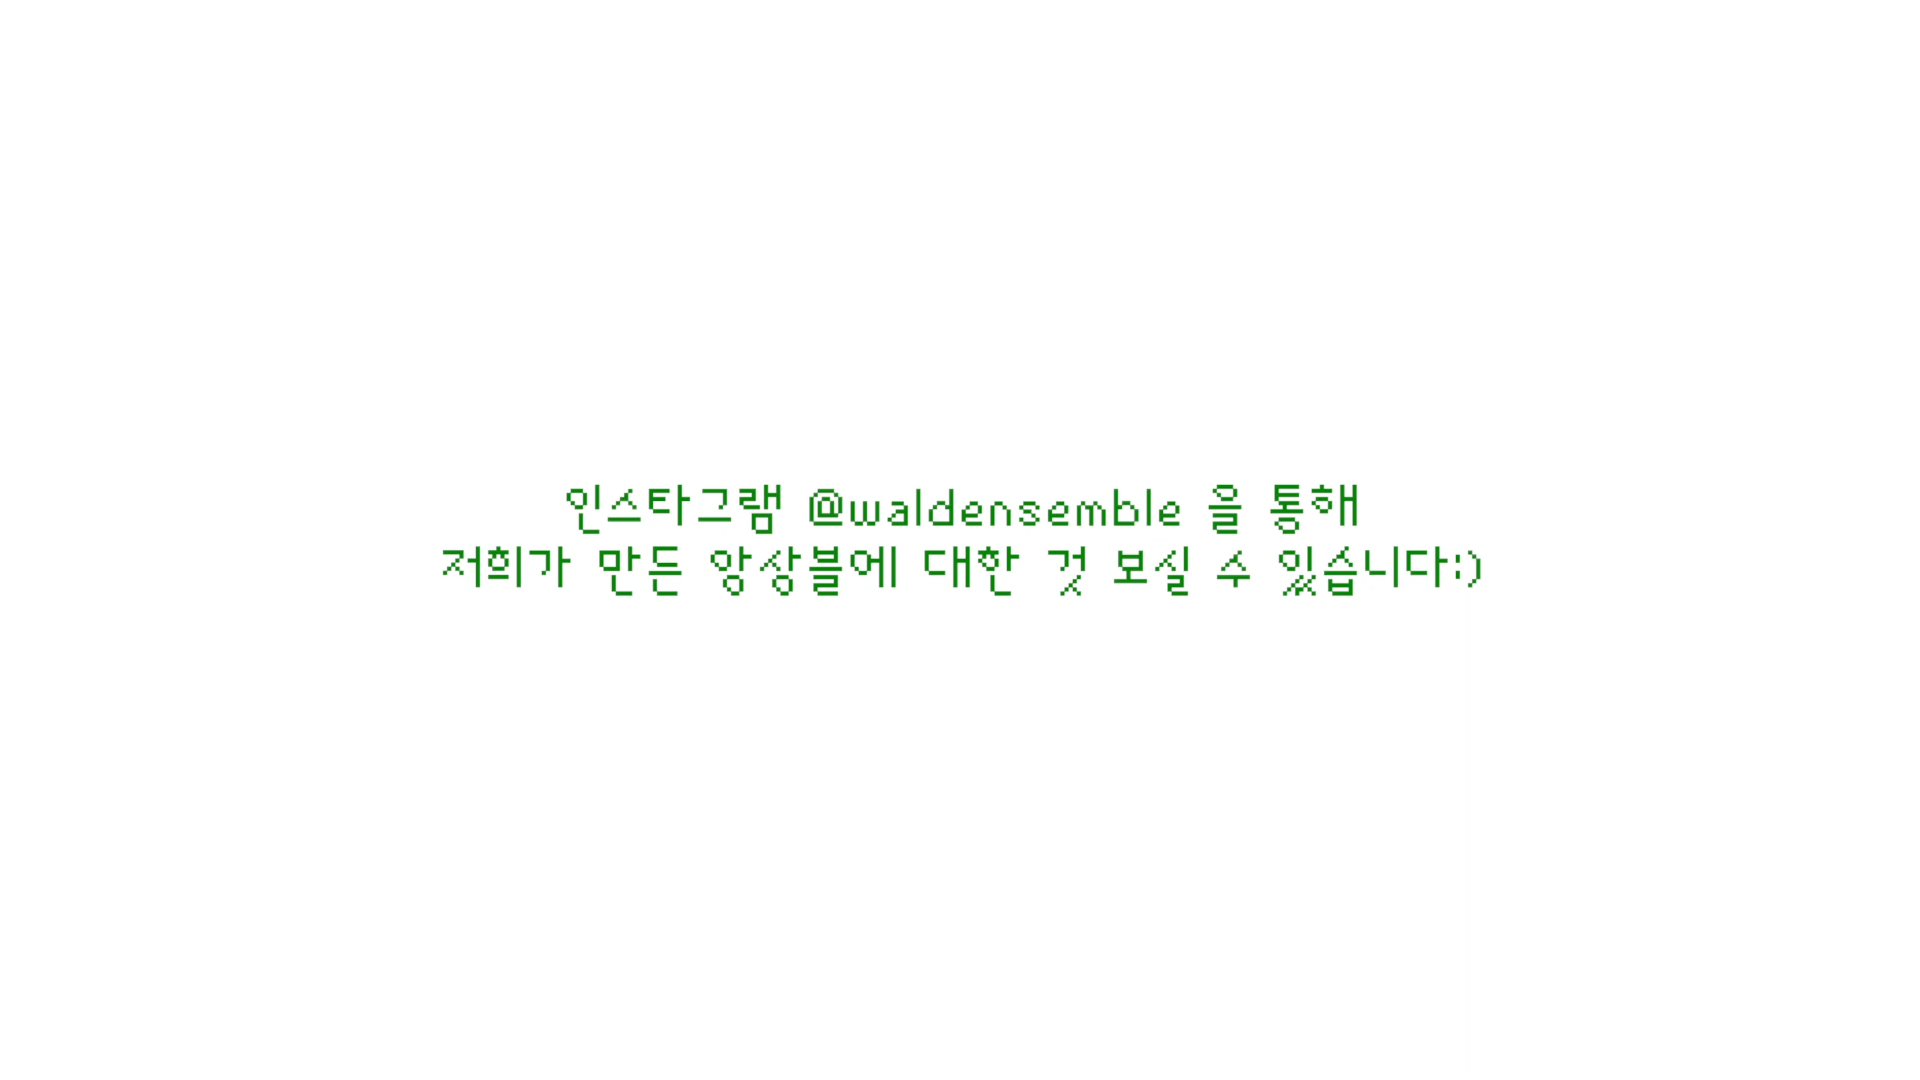 인스타그램 @waldensemble 을 통해
저희가 만든 앙상블에 대한 것 보실 수 있습니다:)